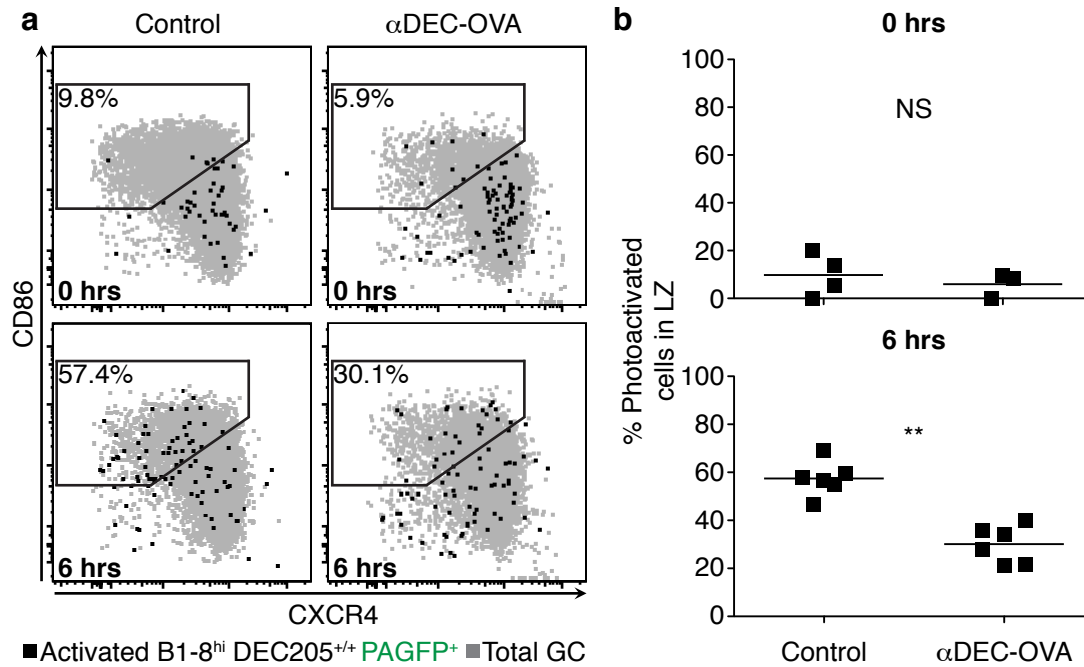 a
Control
αDEC-OVA
9.8%
5.9%
0 hrs
0 hrs
57.4%
30.1%
6 hrs
6 hrs
CD86
CXCR4
Activated B1-8hi DEC205+/+ PAGFP+ Total GC
b
0 hrs
100
80
60
40
20
0
NS
6 hrs
100
80
60
40
20
0
**
% Photoactivated
cells in LZ
Control
αDEC-OVA